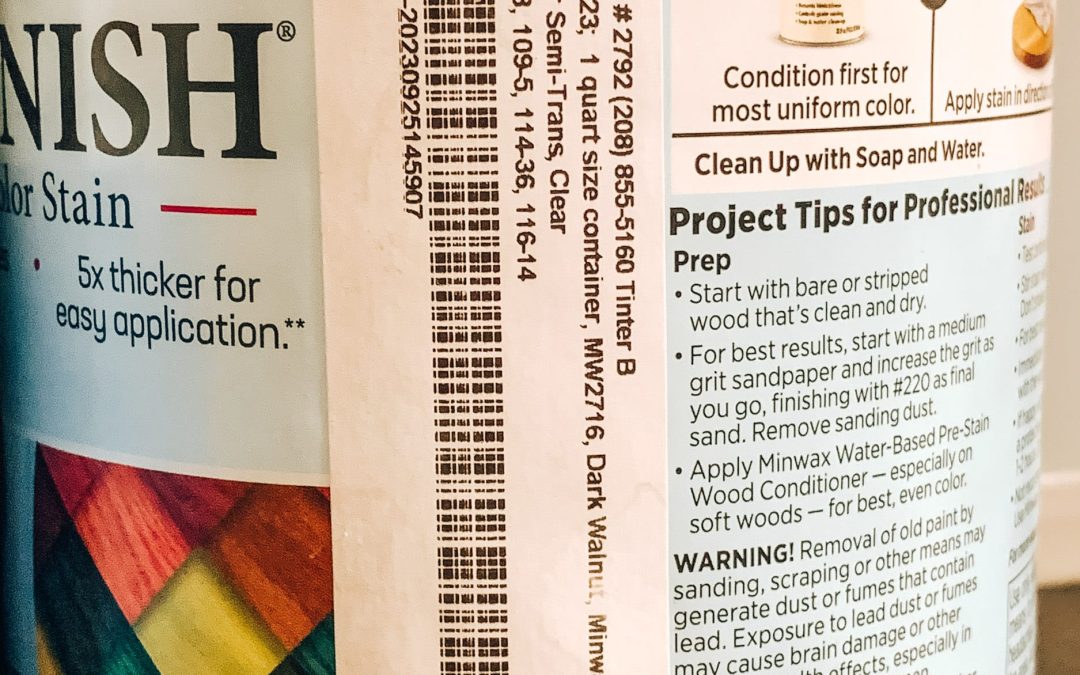 NISH®
Stain
5x thicker for
easy application.**
# 2792 (208) 855-5160 Tinter B
23; 1 quart size container, MW2716, Dark Walnut, Minw
Semi-Trans, Clear
109-5, 114-36, 116-14
-20230925145907
Condition first for
most uniform color.
Apply stain in
Clean Up with Soap and Water.
Project Tips for Professional Results
Prep
• Start with bare or stripped
wood that's clean and dry.
• For best results, start with a medium
grit sandpaper and increase the grit as
you go, finishing with #220 as final
sand. Remove sanding dust.
• Apply Minwax Water-Based Pre-Stain
Wood Conditioner — especially on
soft woods — for best, even color.
WARNING! Removal of old paint by
sanding, scraping or other means may
generate dust or fumes that contain
lead. Exposure to lead dust or fumes
may cause brain damage or other
effects, especially in
Stain